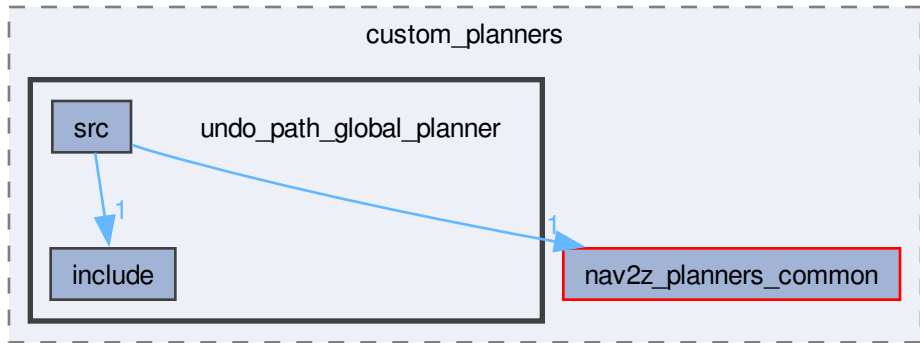 custom_planners
src
undo_path_global_planner
1
1
include
nav2z_planners_common